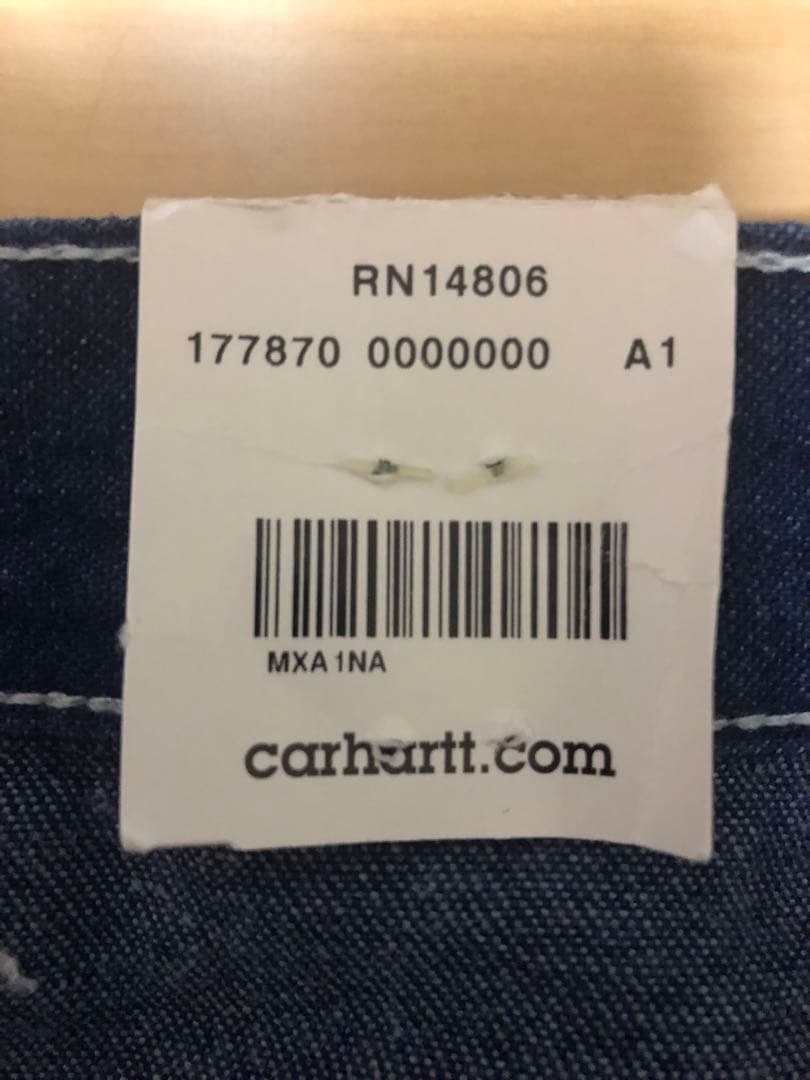 RN14806
177870 0000000 A1
MXA1NA
carhartt.com